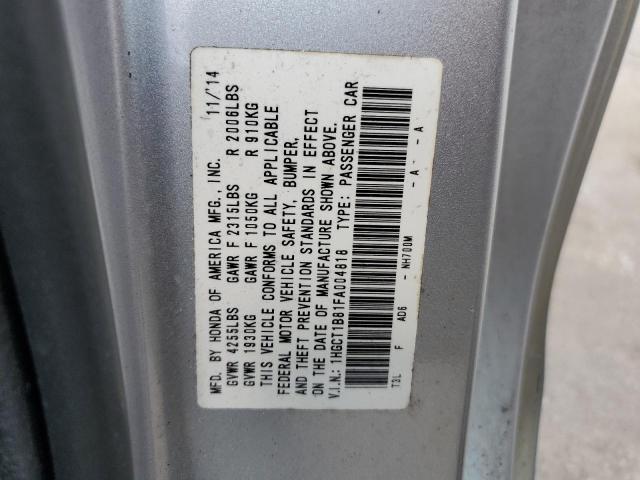 MFD. BY HONDA OF AMERICA MFG., INC. 11/'14
GVWR 4255LBS GAWR F 2315LBS R 2006LBS
GVWR 1930KG GAWR F 1050KG R 910KG
THIS VEHICLE CONFORMS TO ALL APPLICABLE
FEDERAL MOTOR VEHICLE SAFETY, BUMPER,
AND THEFT PREVENTION STANDARDS IN EFFECT
ON THE DATE OF MANUFACTURE SHOWN ABOVE.
V.I.N.: 1HGCT1B81FA004818 TYPE: PASSENGER CAR
T3L F AD6 - NH700M - A - - A